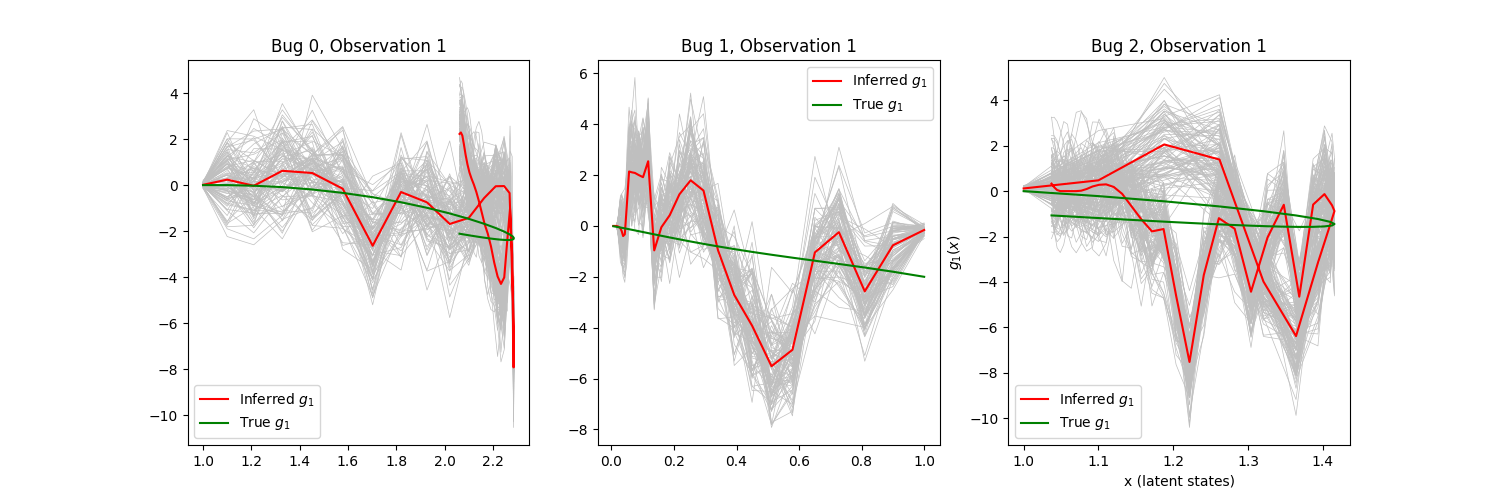 Bug 0, Observation 1
4
2
0
−2
−4
−6
−8
−10
1.0 1.2 1.4 1.6 1.8 2.0 2.2
Inferred g₁
True g₁
Bug 1, Observation 1
6
4
2
0
−2
−4
−6
−8
0.0 0.2 0.4 0.6 0.8 1.0
Inferred g₁
True g₁
Bug 2, Observation 1
g₁(x)
4
2
0
−2
−4
−6
−8
−10
1.0 1.1 1.2 1.3 1.4
x (latent states)
Inferred g₁
True g₁